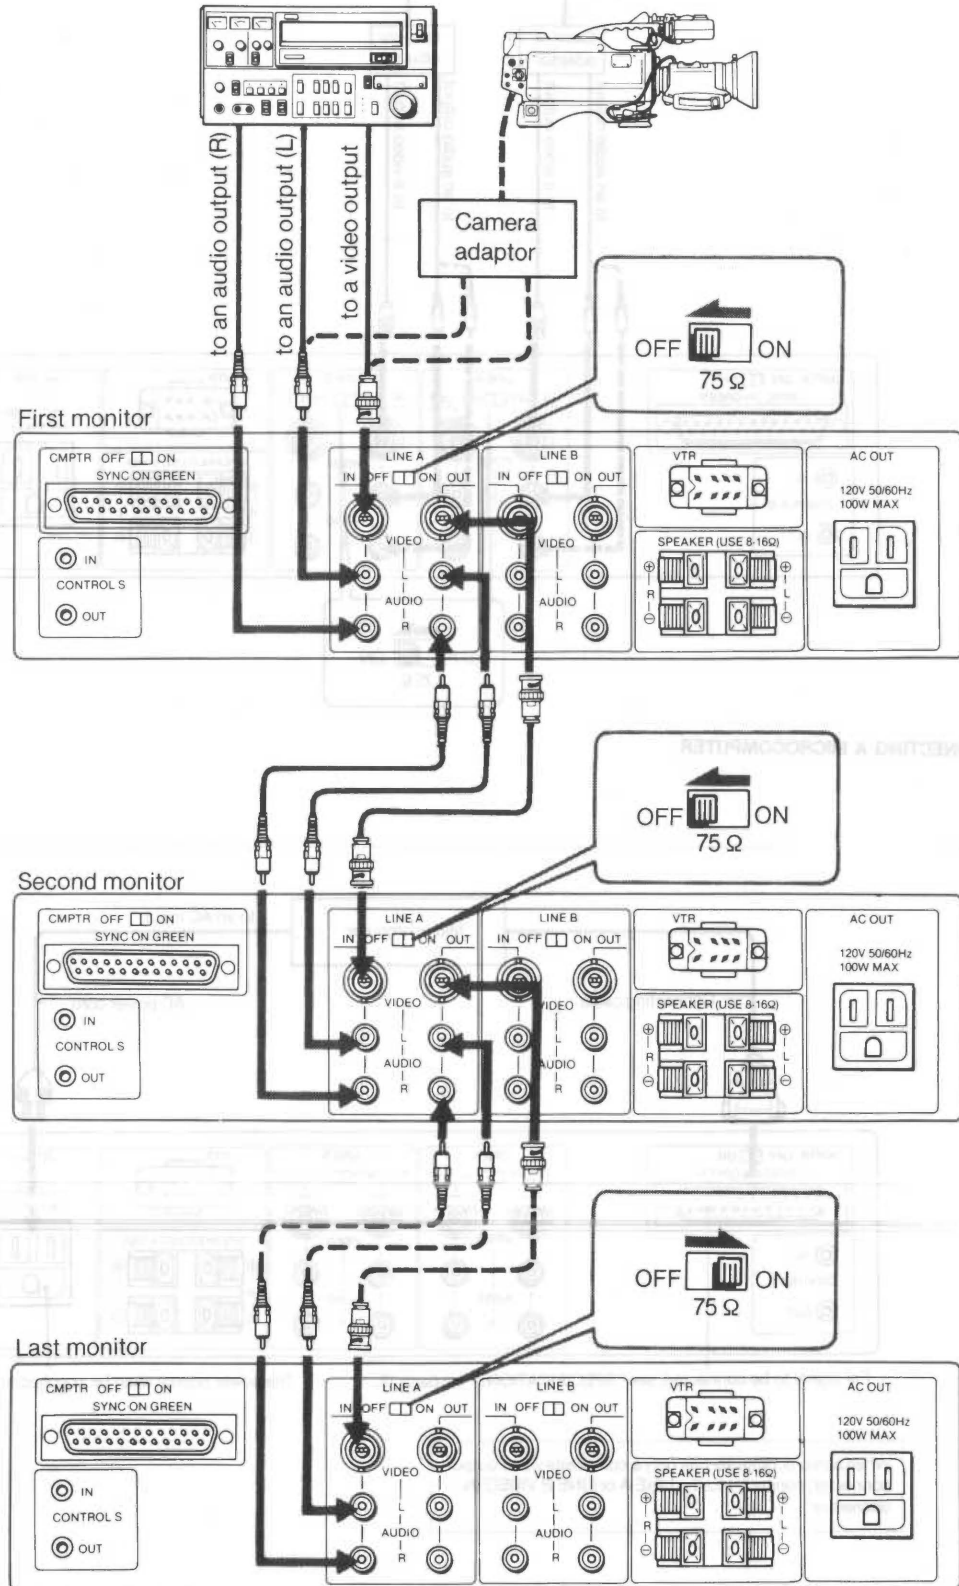 to an audio output (R)
to an audio output (L)
to a video output
Camera
adaptor
OFF ON
75 Ω
First monitor
CMPTR OFF ON
SYNC ON GREEN
IN
CONTROL S
OUT
LINE A
IN OFF ON OUT
VIDEO
L
AUDIO
R
LINE B
IN OFF ON OUT
VIDEO
L
AUDIO
R
VTR
SPEAKER (USE 8-16Ω)
⊕ ⊕
R L
⊖ ⊖
AC OUT
120V 50/60Hz
100W MAX
NECTING A MICROCOMPUTER
OFF ON
75 Ω
Second monitor
CMPTR OFF ON
SYNC ON GREEN
IN
CONTROL S
OUT
LINE A
IN OFF ON OUT
VIDEO
L
AUDIO
R
LINE B
IN OFF ON OUT
VIDEO
L
AUDIO
R
VTR
SPEAKER (USE 8-16Ω)
⊕ ⊕
R L
⊖ ⊖
AC OUT
120V 50/60Hz
100W MAX
OFF ON
75 Ω
Last monitor
CMPTR OFF ON
SYNC ON GREEN
IN
CONTROL S
OUT
LINE A
IN OFF ON OUT
VIDEO
L
AUDIO
R
LINE B
IN OFF ON OUT
VIDEO
L
AUDIO
R
VTR
SPEAKER (USE 8-16Ω)
⊕ ⊕
R L
⊖ ⊖
AC OUT
120V 50/60Hz
100W MAX